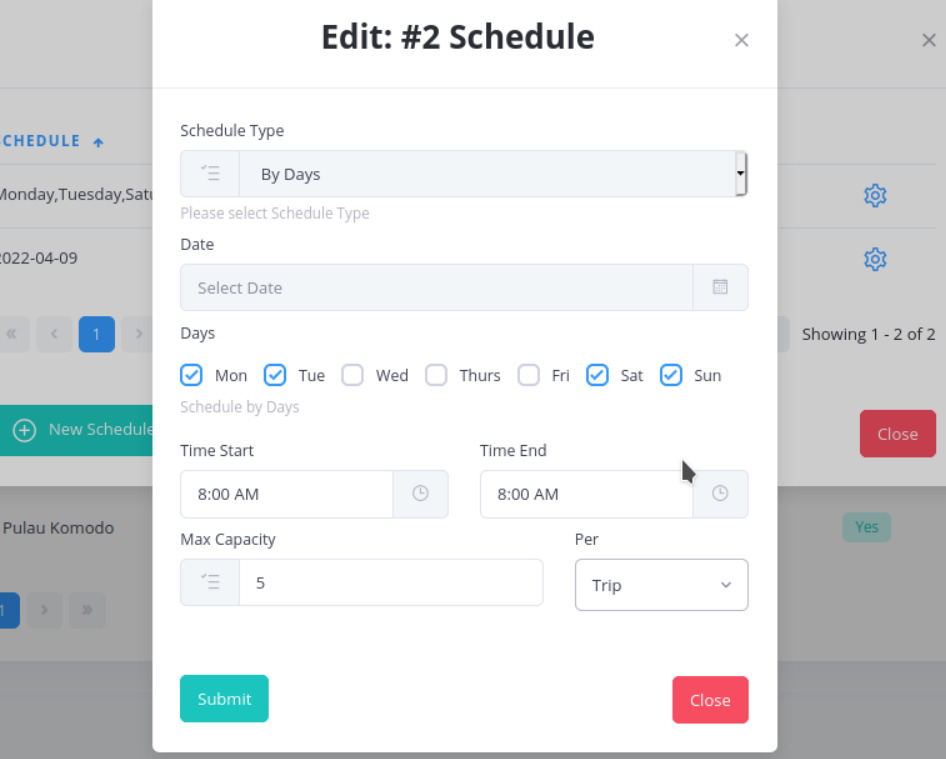 Edit: #2 Schedule
Schedule Type
By Days
Please select Schedule Type
Date
Select Date
Days
Mon Tue Wed Thurs Fri Sat Sun
Schedule by Days
Time Start Time End
8:00 AM 8:00 AM
Max Capacity Per
5 Trip
Submit Close
SCHEDULE
Monday,Tuesday,Satu
2022-04-09
« ‹ 1 ›
Showing 1 - 2 of 2
New Schedule
Close
Pulau Komodo
Yes
1 › »